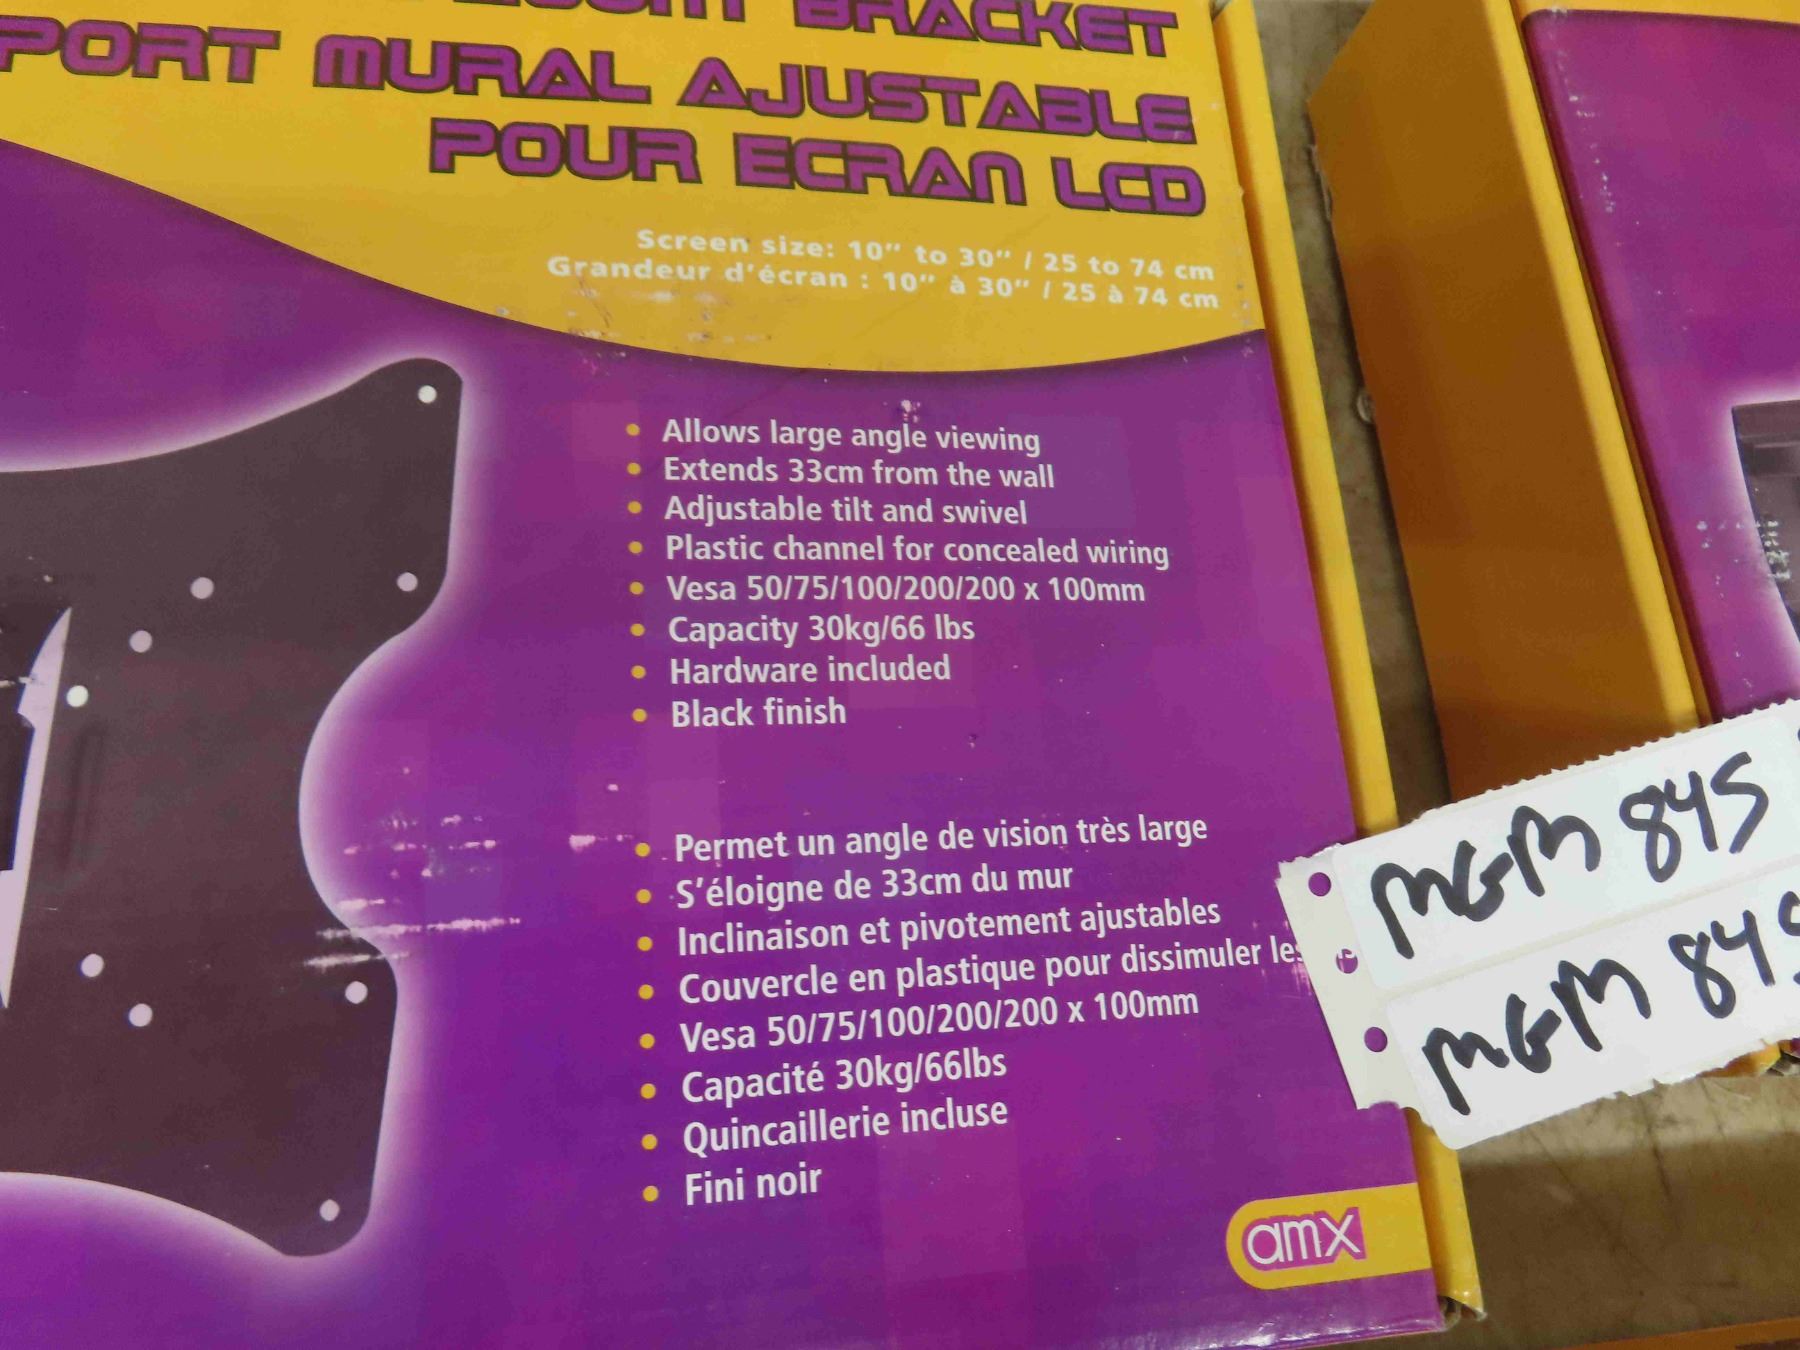 BRACKET
PORT MURAL AJUSTABLE
POUR ECRAN LCD
Screen size: 10" to 30" / 25 to 74 cm
Grandeur d'écran : 10" à 30" / 25 à 74 cm
• Allows large angle viewing
• Extends 33cm from the wall
• Adjustable tilt and swivel
• Plastic channel for concealed wiring
• Vesa 50/75/100/200/200 x 100mm
• Capacity 30kg/66 lbs
• Hardware included
• Black finish
• Permet un angle de vision très large
• S'éloigne de 33cm du mur
• Inclinaison et pivotement ajustables
• Couvercle en plastique pour dissimuler les
• Vesa 50/75/100/200/200 x 100mm
• Capacité 30kg/66lbs
• Quincaillerie incluse
• Fini noir
MGM 845
MGM 845
amx